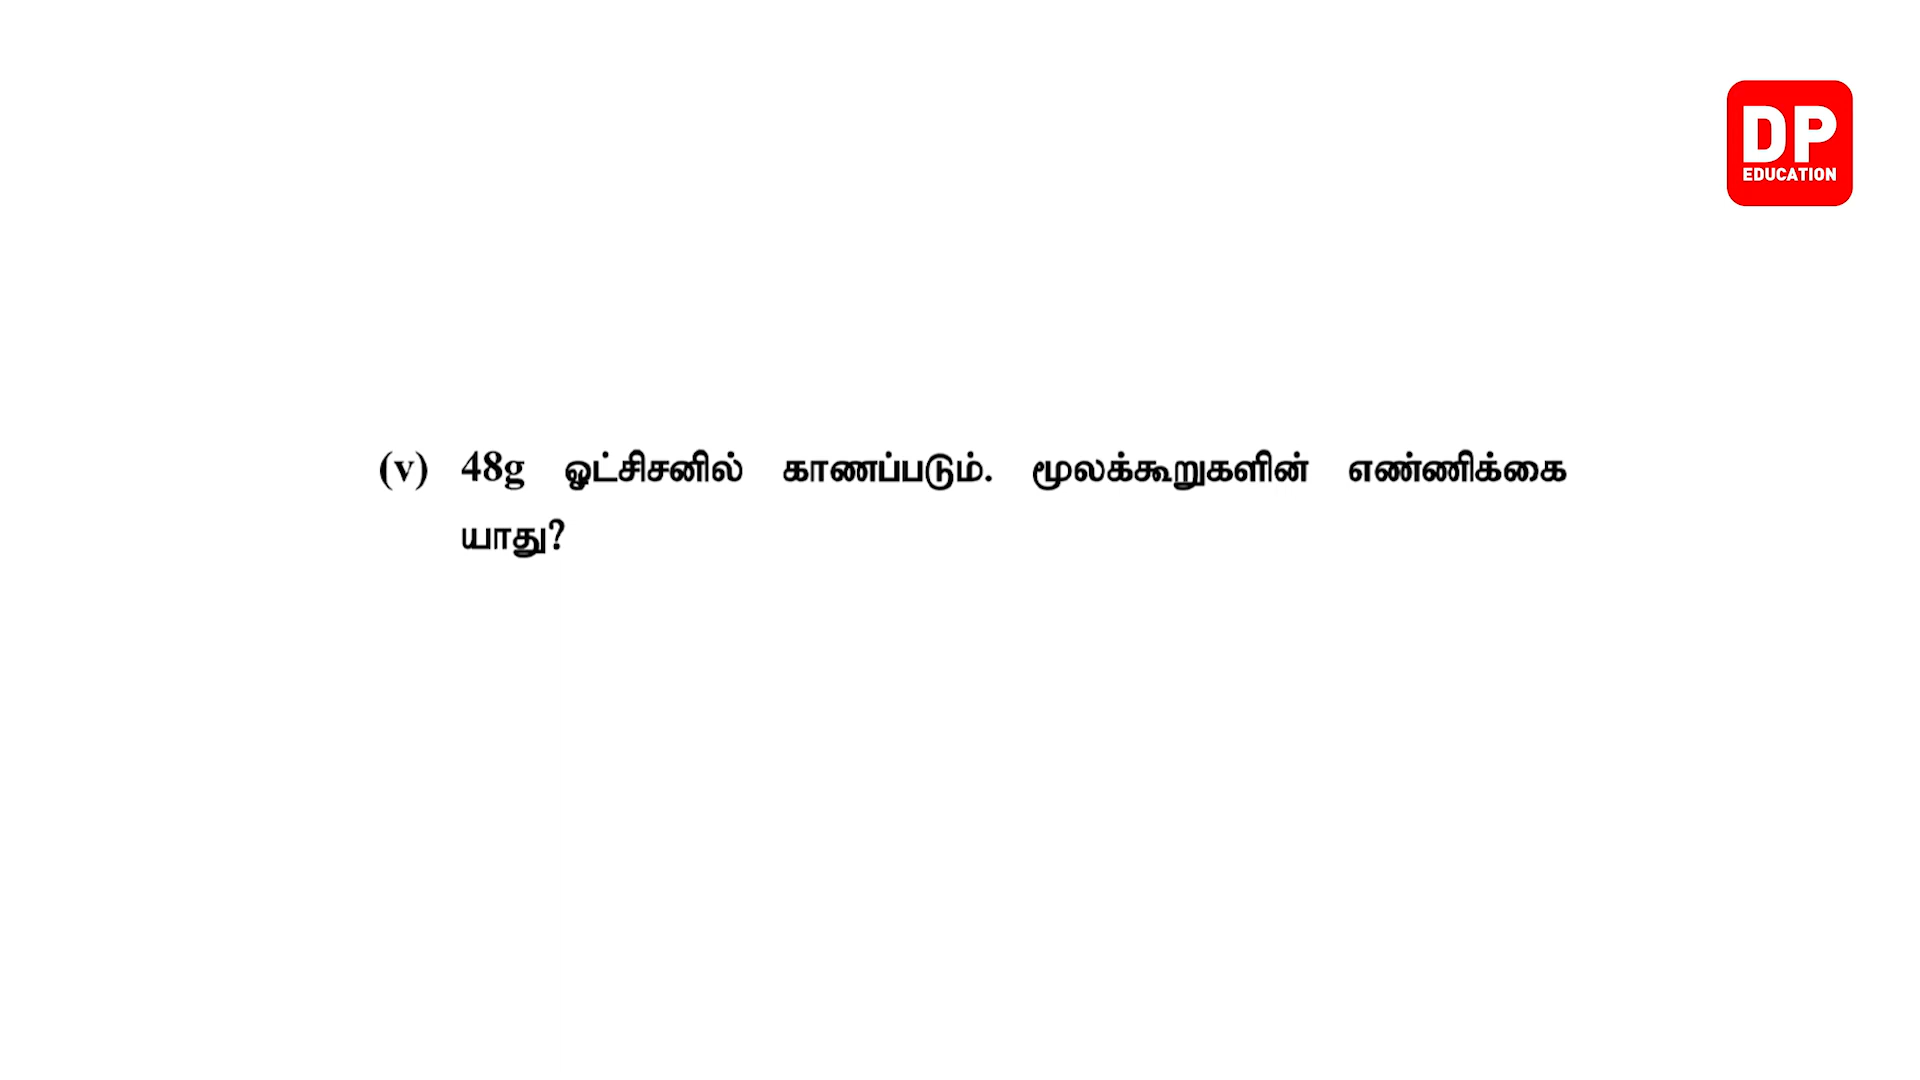 DP
EDUCATION
(v) 48g ஓட்சிசனில் காணப்படும். மூலக்கூறுகளின் எண்ணிக்கை
யாது?